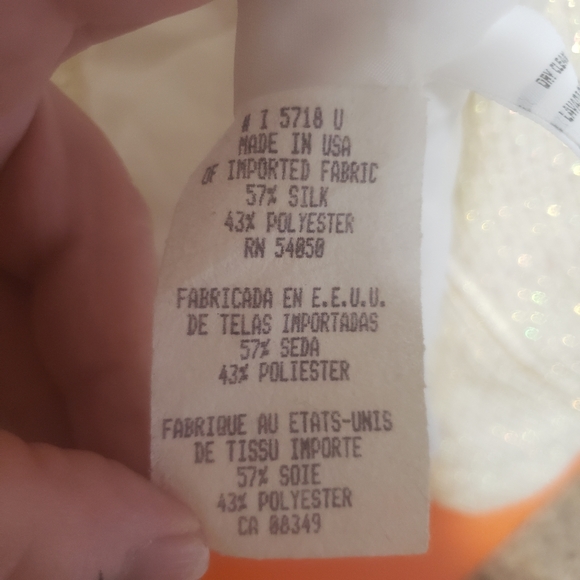 # I 5718 U
MADE IN USA
OF IMPORTED FABRIC
57% SILK
43% POLYESTER
RN 54050
FABRICADA EN E.E.U.U.
DE TELAS IMPORTADAS
57% SEDA
43% POLIESTER
FABRIQUE AU ETATS-UNIS
DE TISSU IMPORTE
57% SOIE
43% POLYESTER
CA 08349
DRY